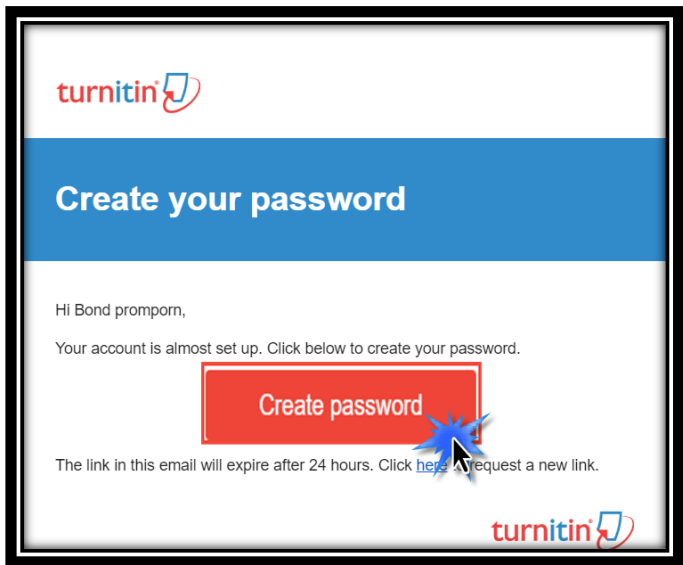 turnitin
Create your password
Hi Bond promporn,
Your account is almost set up. Click below to create your password.
Create password
The link in this email will expire after 24 hours. Click here request a new link.
turnitin